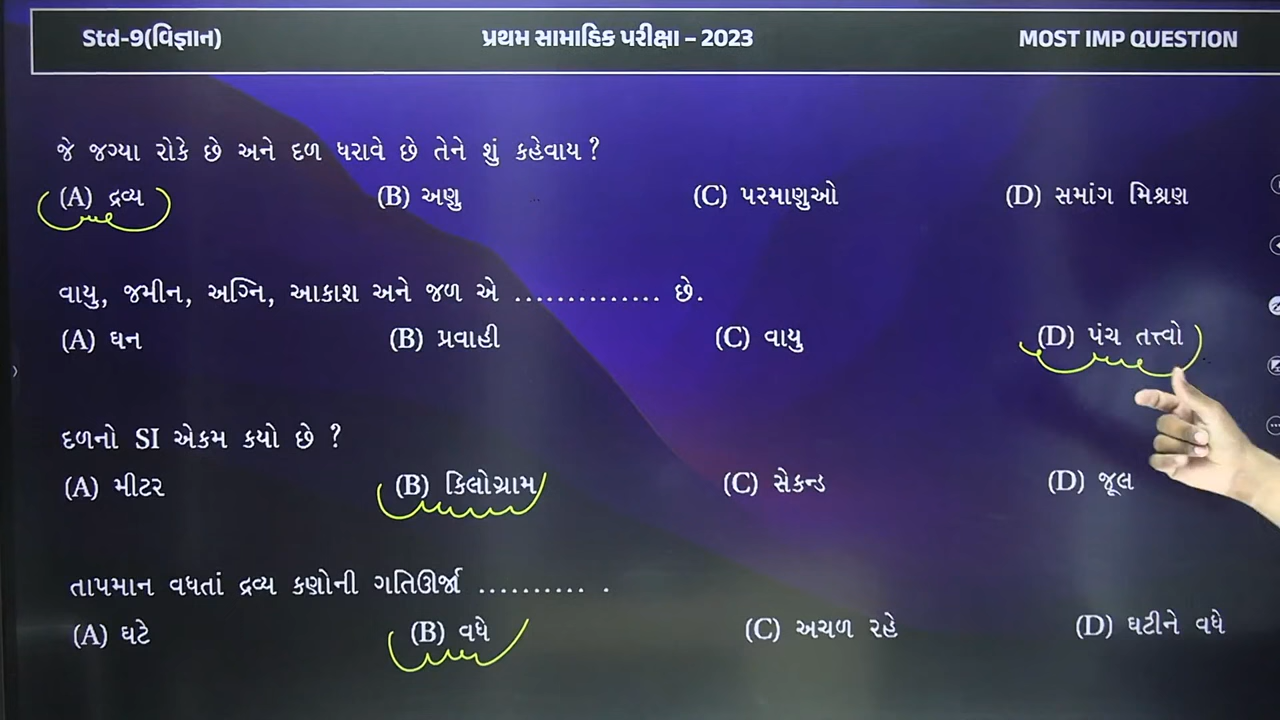 Std-9(વિજ્ઞાન) પ્રથમ સામાહિક પરીક્ષા – 2023 MOST IMP QUESTION
જે જગ્યા રોકે છે અને દળ ધરાવે છે તેને શું કહેવાય ?
(A) દ્રવ્ય (B) અણુ (C) પરમાણુઓ (D) સમાંગ મિશ્રણ
વાયુ, જમીન, અગ્નિ, આકાશ અને જળ એ .............. છે.
(A) ઘન (B) પ્રવાહી (C) વાયુ (D) પંચ તત્ત્વો
દળનો SI એકમ કયો છે ?
(A) મીટર (B) કિલોગ્રામ (C) સેકન્ડ (D) જૂલ
તાપમાન વધતાં દ્રવ્ય કણોની ગતિઊર્જા .......... .
(A) ઘટે (B) વધે (C) અચળ રહે (D) ઘટીને વધે